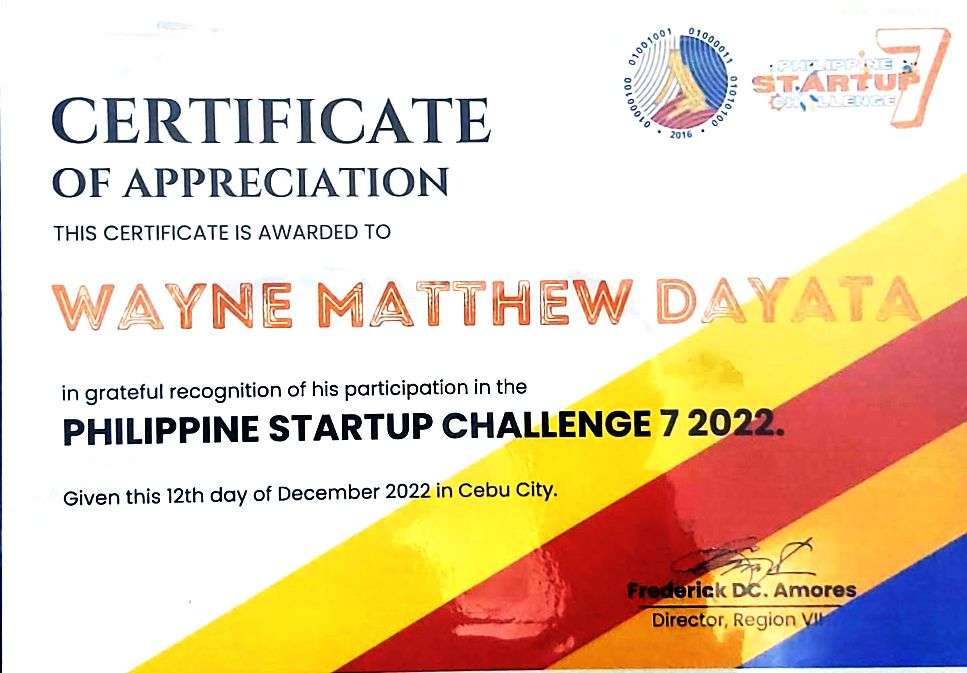 01001001 01000011 0101010 01000100
2016
PHILIPPINE
STARTUP
CHALLENGE
7
CERTIFICATE
OF APPRECIATION
THIS CERTIFICATE IS AWARDED TO
WAYNE MATTHEW DAYATA
in grateful recognition of his participation in the
PHILIPPINE STARTUP CHALLENGE 7 2022.
Given this 12th day of December 2022 in Cebu City.
Frederick DC. Amores
Director, Region VII